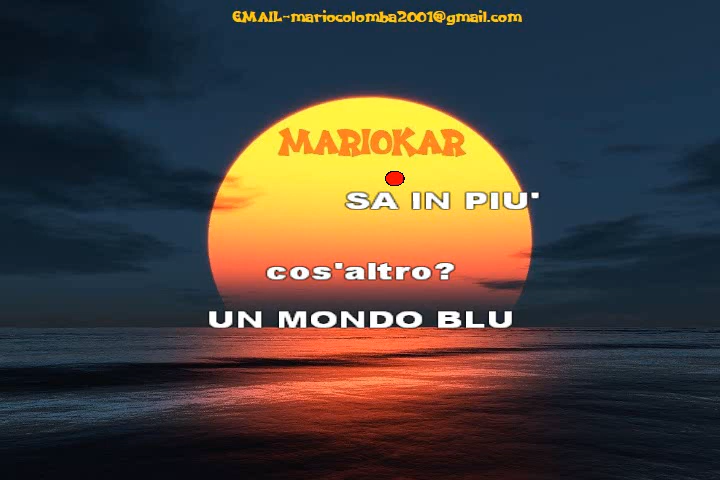 EMAIL-mariocolomba2001@gmail.com
MARIOKAR
SA IN PIU'
cos'altro?
UN MONDO BLU